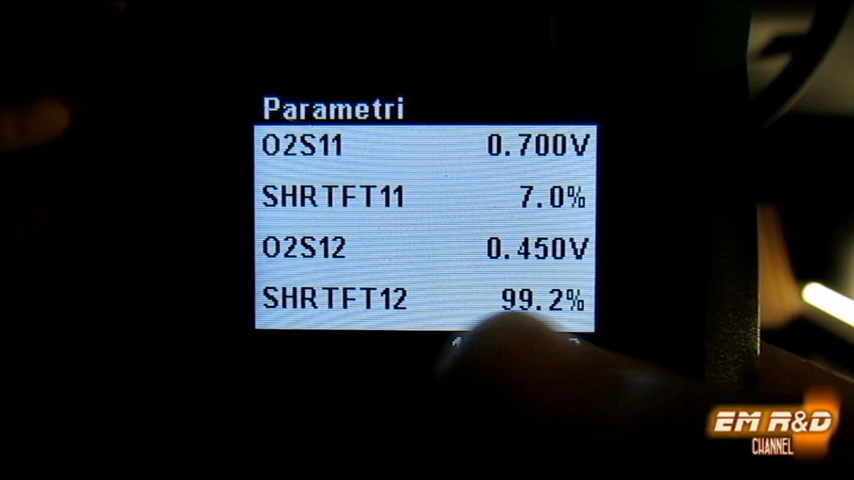 Parametri
O2S11 0.700V
SHRTFT11 7.0%
O2S12 0.450V
SHRTFT12 99.2%
EM R&D
CHANNEL